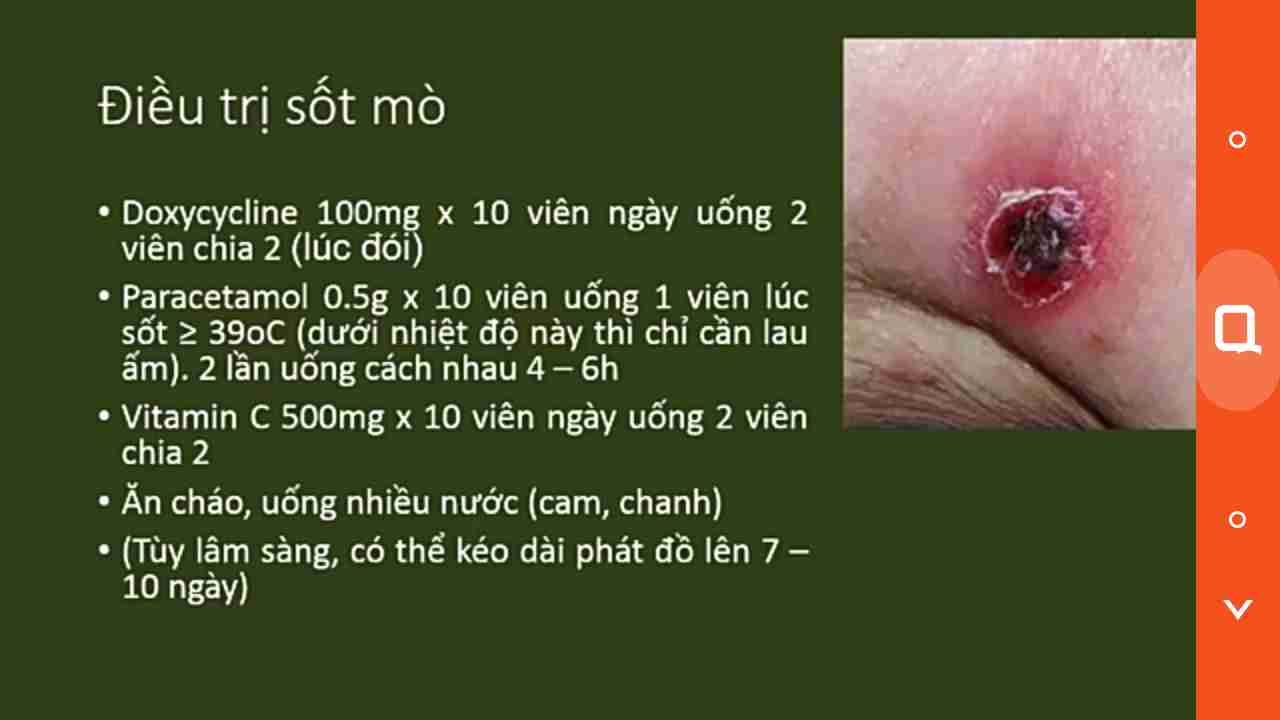 Điều trị sốt mò
• Doxycycline 100mg x 10 viên ngày uống 2
viên chia 2 (lúc đói)
• Paracetamol 0.5g x 10 viên uống 1 viên lúc
sốt ≥ 39oC (dưới nhiệt độ này thì chỉ cần lau
ấm). 2 lần uống cách nhau 4 – 6h
• Vitamin C 500mg x 10 viên ngày uống 2 viên
chia 2
• Ăn cháo, uống nhiều nước (cam, chanh)
• (Tùy lâm sàng, có thể kéo dài phát đồ lên 7 –
10 ngày)